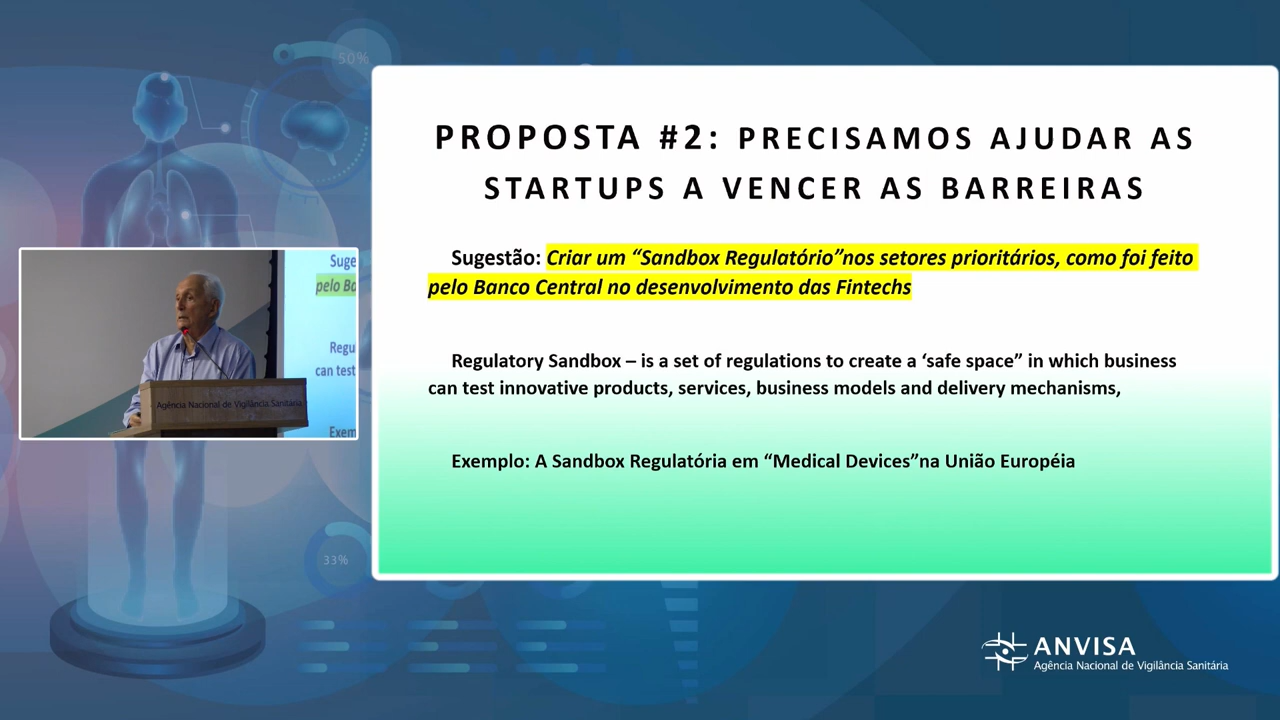 50%
PROPOSTA #2: PRECISAMOS AJUDAR AS
STARTUPS A VENCER AS BARREIRAS
Sugestão: Criar um “Sandbox Regulatório”nos setores prioritários, como foi feito
pelo Banco Central no desenvolvimento das Fintechs
Regulatory Sandbox – is a set of regulations to create a ‘safe space” in which business
can test innovative products, services, business models and delivery mechanisms,
Exemplo: A Sandbox Regulatória em “Medical Devices”na União Européia
Suge
pelo Ba
Regu
can test
Exem
Agência Nacional de Vigilância Sanitária
33%
ANVISA
Agência Nacional de Vigilância Sanitária